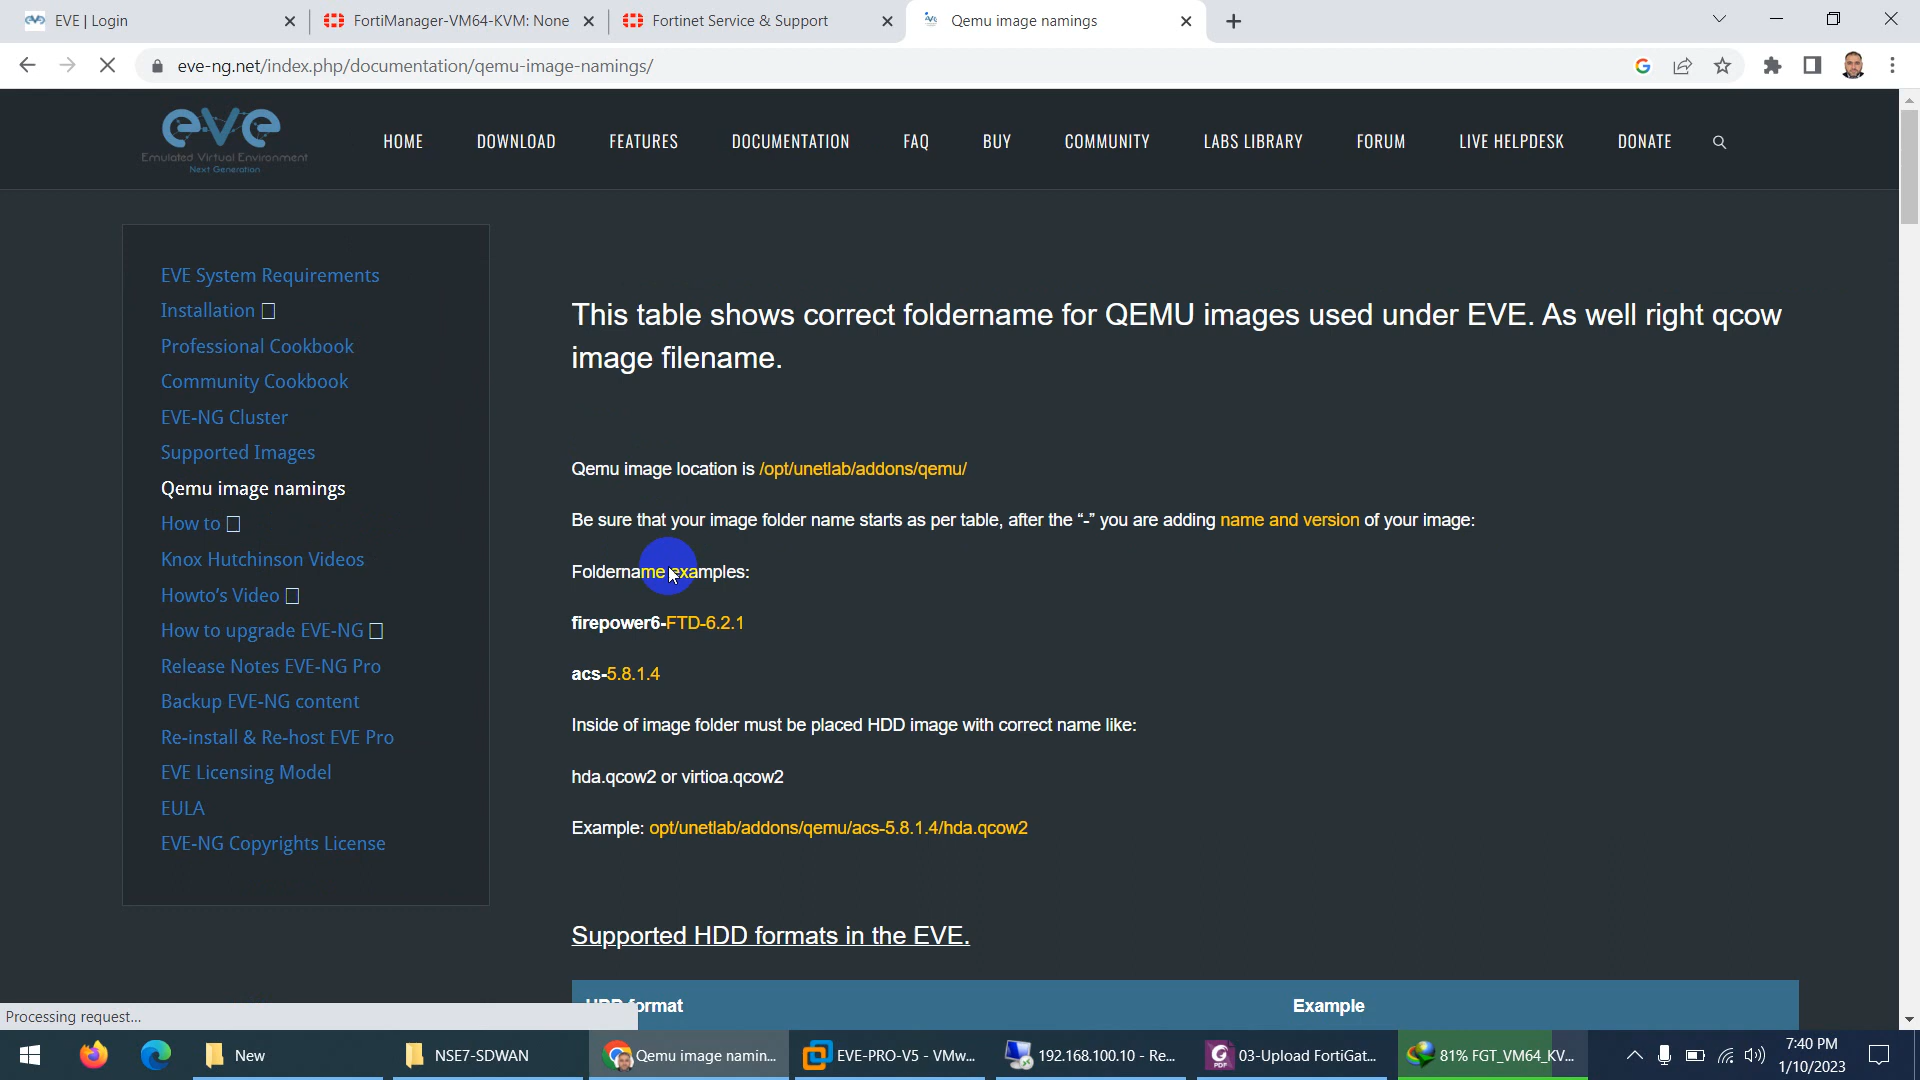 EVE | Login
FortiManager-VM64-KVM: None
Fortinet Service & Support
Qemu image namings
eve-ng.net/index.php/documentation/qemu-image-namings/
eve
Emulated Virtual Environment
Next Generation
HOME
DOWNLOAD
FEATURES
DOCUMENTATION
FAQ
BUY
COMMUNITY
LABS LIBRARY
FORUM
LIVE HELPDESK
DONATE
EVE System Requirements
Installation
Professional Cookbook
Community Cookbook
EVE-NG Cluster
Supported Images
Qemu image namings
How to
Knox Hutchinson Videos
Howto's Video
How to upgrade EVE-NG
Release Notes EVE-NG Pro
Backup EVE-NG content
Re-install & Re-host EVE Pro
EVE Licensing Model
EULA
EVE-NG Copyrights License
This table shows correct foldername for QEMU images used under EVE. As well right qcow
image filename.
Qemu image location is /opt/unetlab/addons/qemu/
Be sure that your image folder name starts as per table, after the “-” you are adding name and version of your image:
Foldername examples:
firepower6-FTD-6.2.1
acs-5.8.1.4
Inside of image folder must be placed HDD image with correct name like:
hda.qcow2 or virtioa.qcow2
Example: opt/unetlab/addons/qemu/acs-5.8.1.4/hda.qcow2
Supported HDD formats in the EVE.
HDD format
Example
Processing request...
New
NSE7-SDWAN
Qemu image namin...
EVE-PRO-V5 - VMw...
192.168.100.10 - Re...
03-Upload FortiGat...
81% FGT_VM64_KV...
7:40 PM
1/10/2023